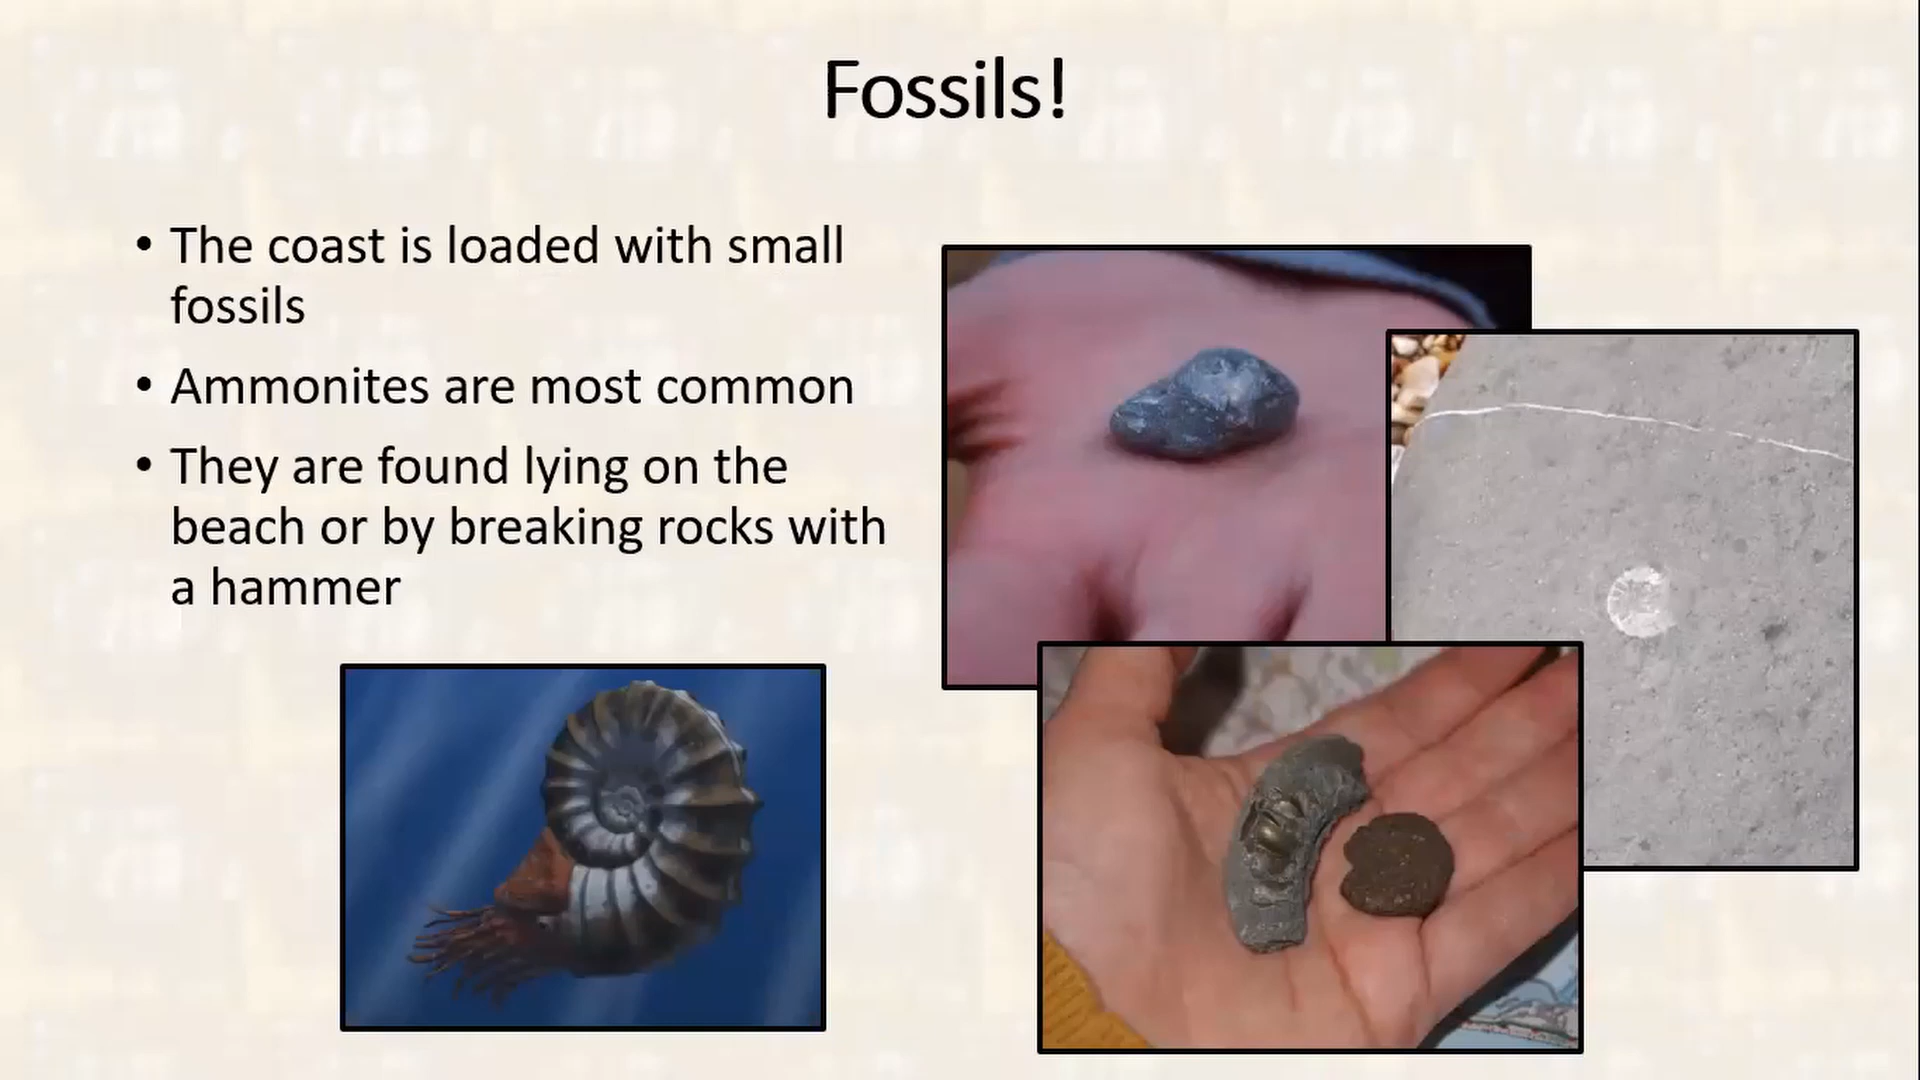 Fossils!
• The coast is loaded with small
fossils
• Ammonites are most common
• They are found lying on the
beach or by breaking rocks with
a hammer